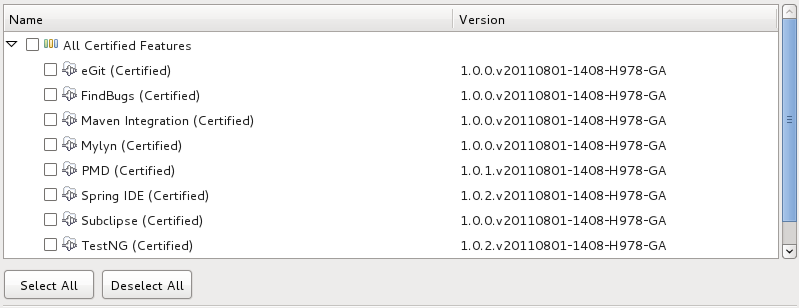 Name Version
All Certified Features
eGit (Certified) 1.0.0.v20110801-1408-H978-GA
FindBugs (Certified) 1.0.0.v20110801-1408-H978-GA
Maven Integration (Certified) 1.0.0.v20110801-1408-H978-GA
Mylyn (Certified) 1.0.0.v20110801-1408-H978-GA
PMD (Certified) 1.0.1.v20110801-1408-H978-GA
Spring IDE (Certified) 1.0.2.v20110801-1408-H978-GA
Subclipse (Certified) 1.0.0.v20110801-1408-H978-GA
TestNG (Certified) 1.0.2.v20110801-1408-H978-GA
Select All Deselect All